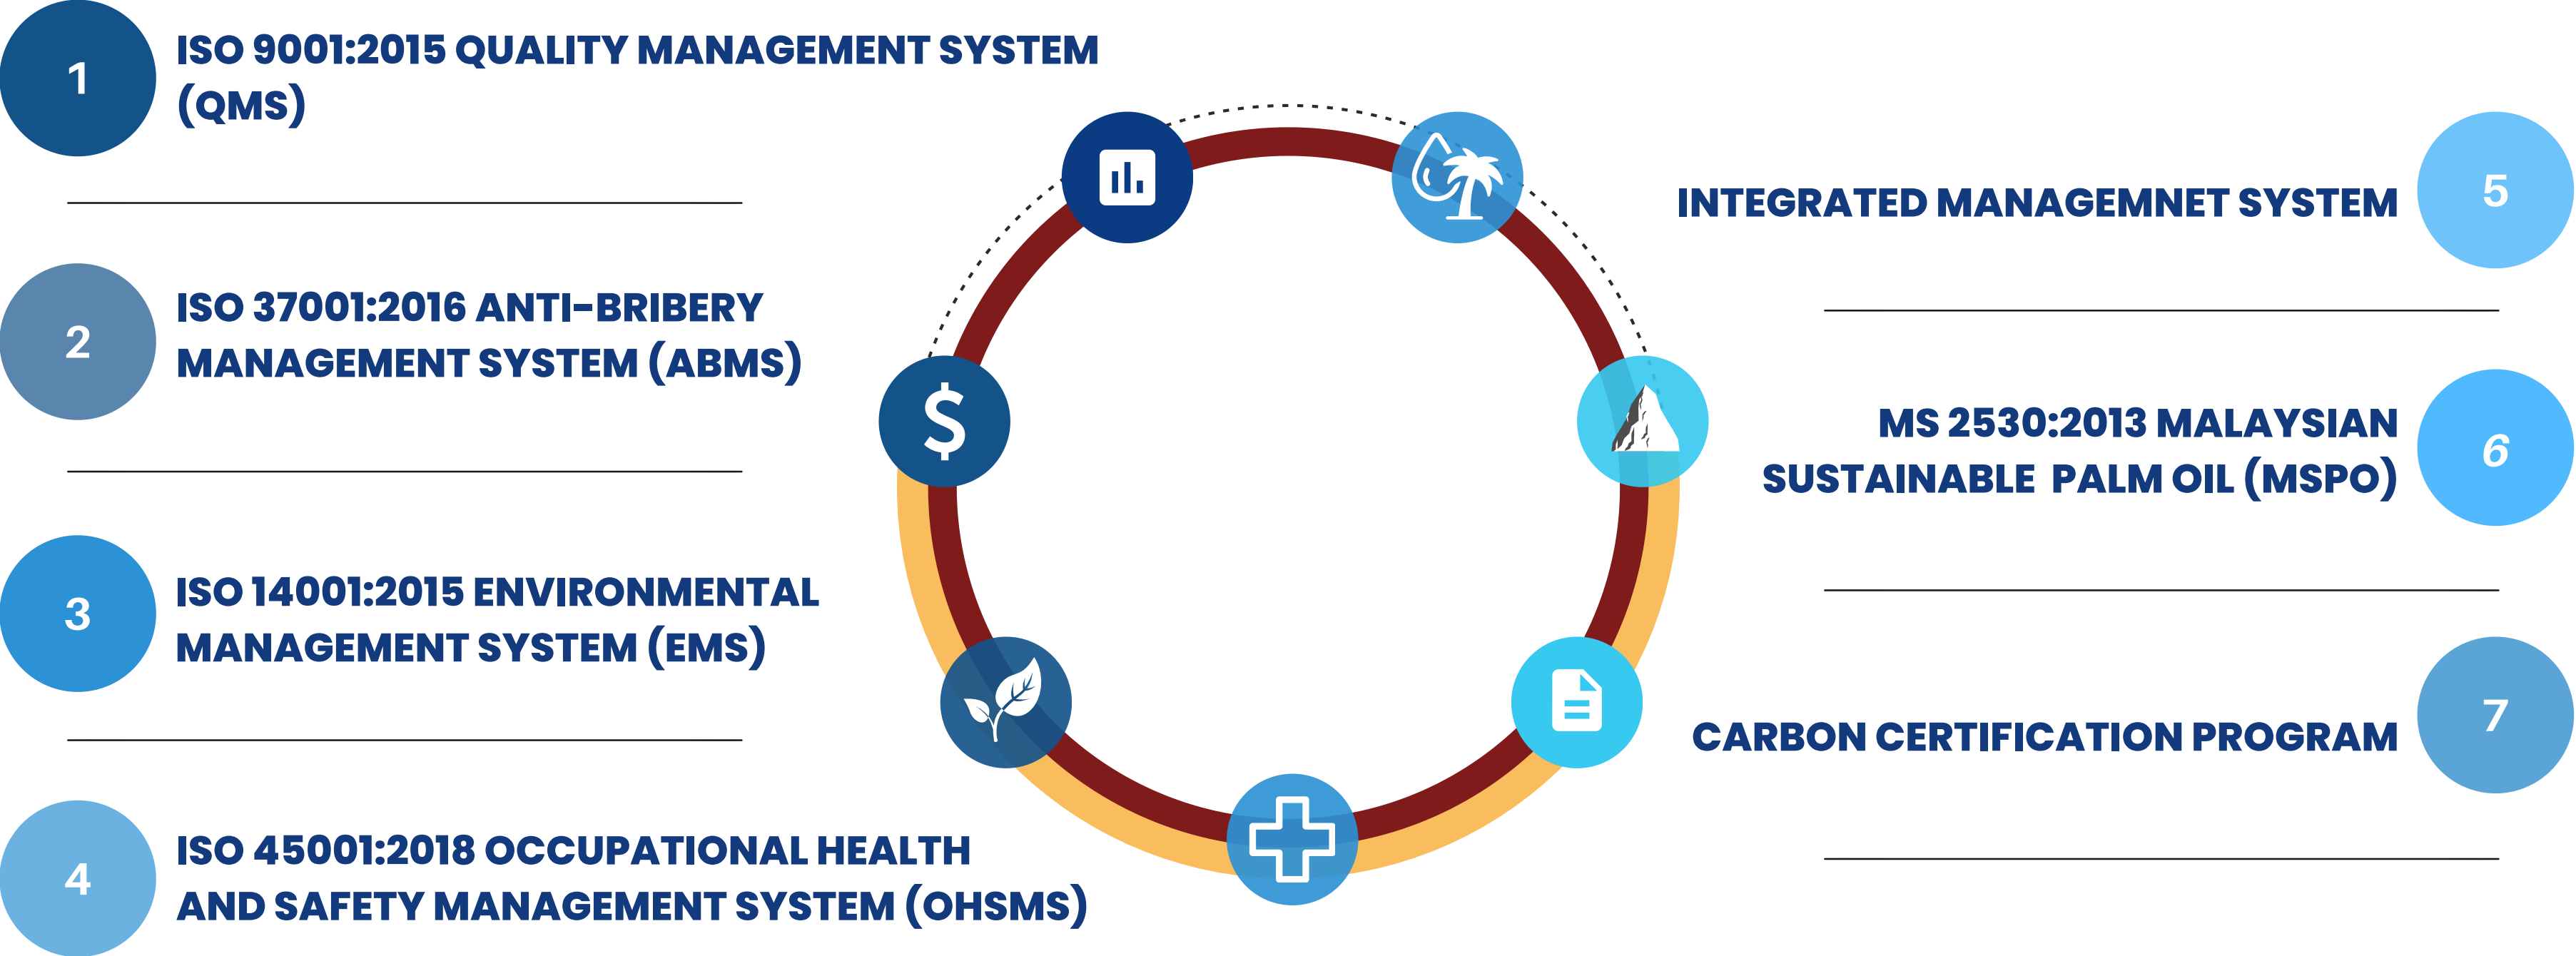 1
ISO 9001:2015 QUALITY MANAGEMENT SYSTEM
(QMS)
2
ISO 37001:2016 ANTI-BRIBERY
MANAGEMENT SYSTEM (ABMS)
3
ISO 14001:2015 ENVIRONMENTAL
MANAGEMENT SYSTEM (EMS)
4
ISO 45001:2018 OCCUPATIONAL HEALTH
AND SAFETY MANAGEMENT SYSTEM (OHSMS)
$
INTEGRATED MANAGEMNET SYSTEM
5
MS 2530:2013 MALAYSIAN
SUSTAINABLE PALM OIL (MSPO)
6
CARBON CERTIFICATION PROGRAM
7